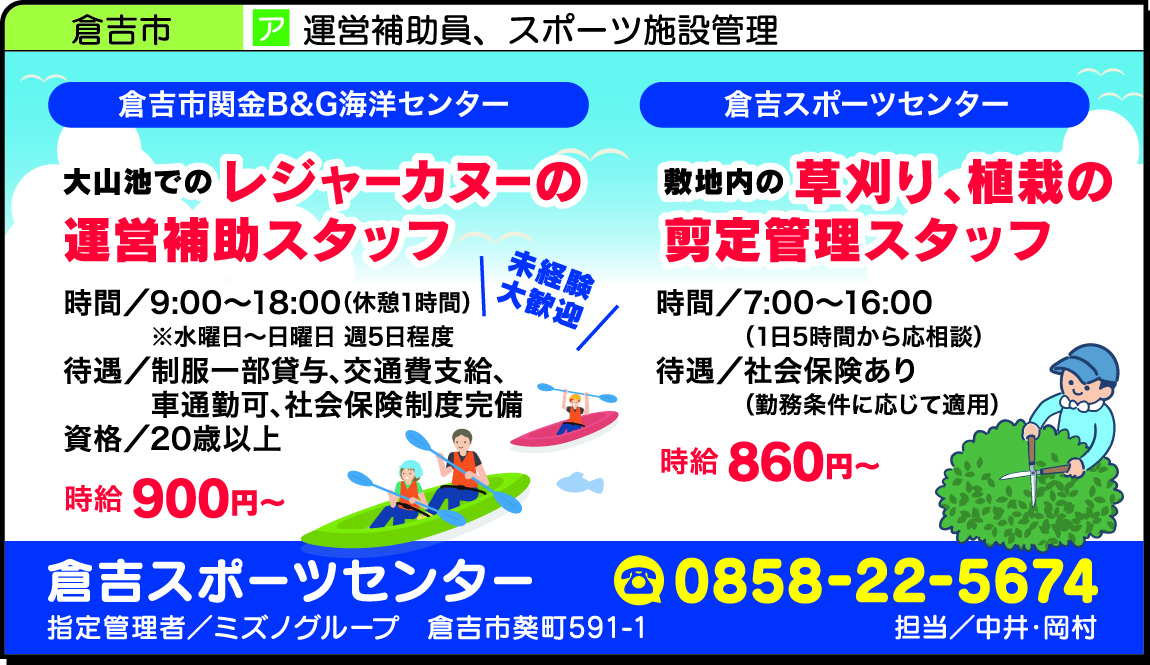 倉吉市
ア 運営補助員、スポーツ施設管理
倉吉市関金B&G海洋センター
大山池での レジャーカヌーの
運営補助スタッフ
未経験
大歓迎
時間／9:00～18:00(休憩1時間)
※水曜日～日曜日 週5日程度
待遇／制服一部貸与、交通費支給、
車通勤可、社会保険制度完備
資格／20歳以上
時給 900円～
倉吉スポーツセンター
敷地内の 草刈り、植栽の
剪定管理スタッフ
時間／7:00～16:00
(1日5時間から応相談)
待遇／社会保険あり
(勤務条件に応じて適用)
時給 860円～
倉吉スポーツセンター
☎0858-22-5674
指定管理者／ミズノグループ 倉吉市葵町591-1
担当／中井・岡村